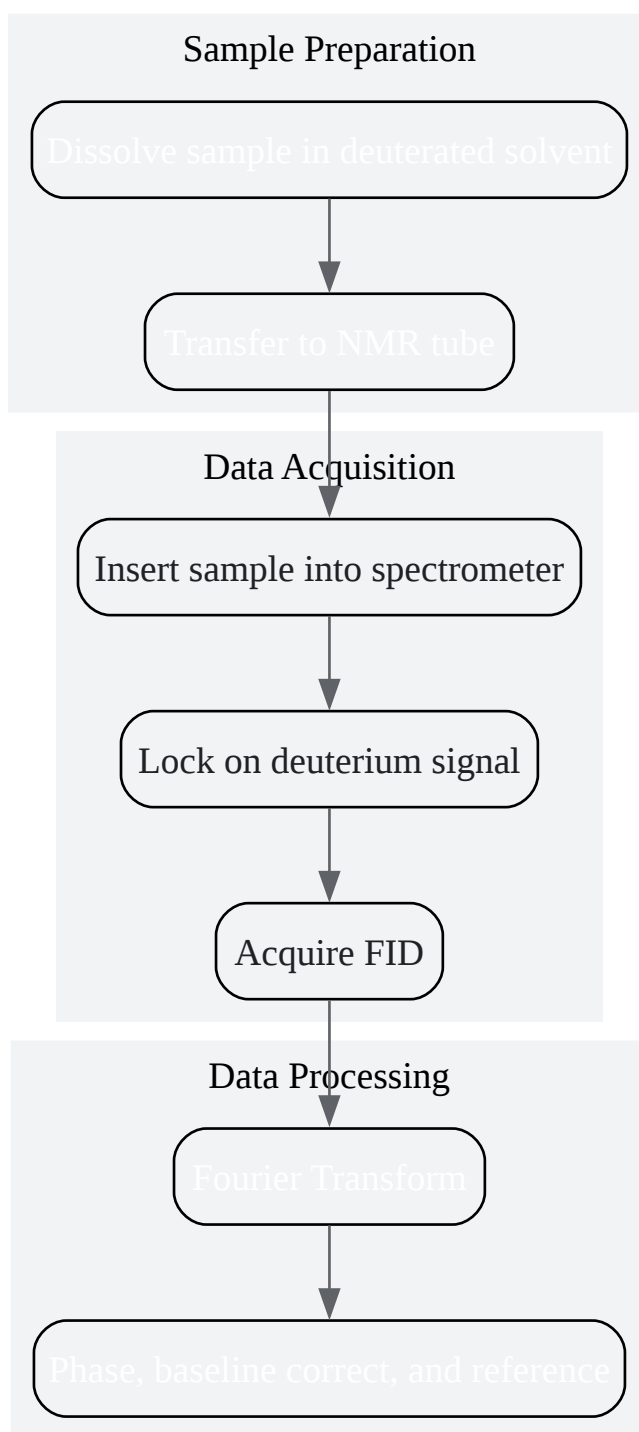 Sample Preparation
Dissolve sample in deuterated solvent
Transfer to NMR tube
Data Acquisition
Insert sample into spectrometer
Lock on deuterium signal
Acquire FID
Data Processing
Fourier Transform
Phase, baseline correct, and reference